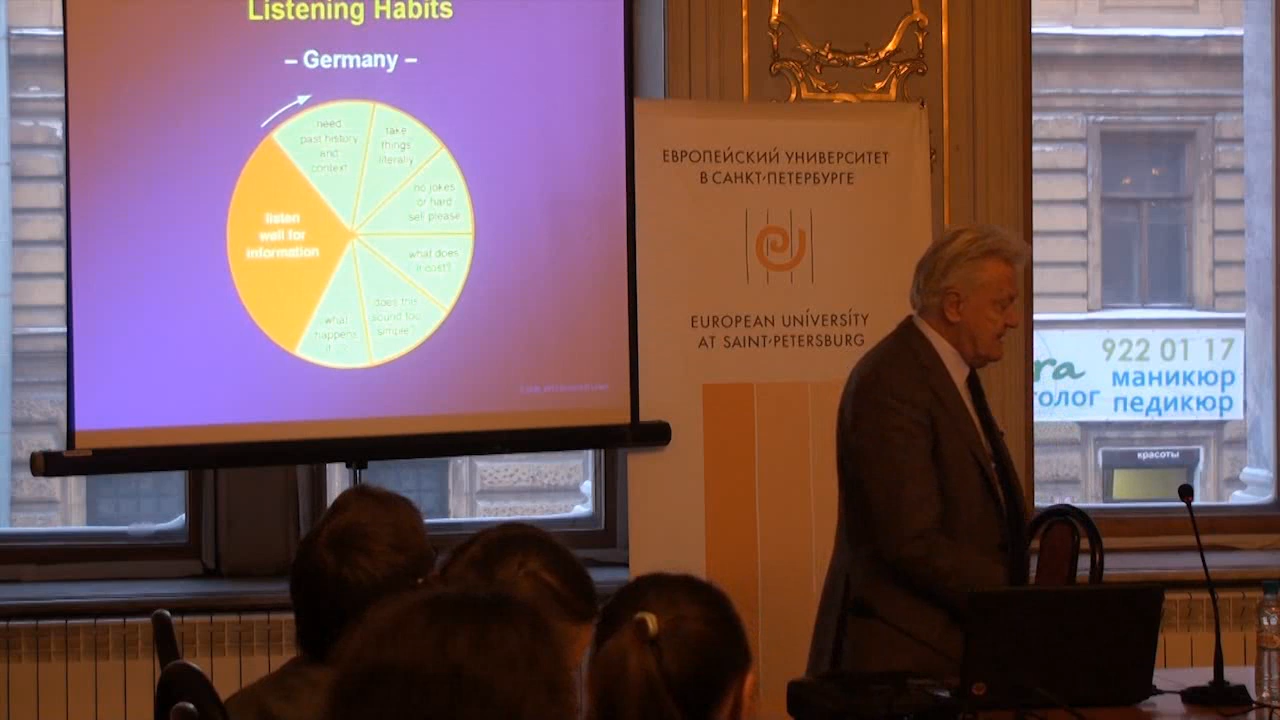 Listening Habits
– Germany –
need
past history
and
context
take
things
literally
no jokes
or hard
sell please
what does
it cost?
does this
sound too
simple?
what
happens
listen
well for
information
ЕВРОПЕЙСКИЙ УНИВЕРСИТЕТ
В САНКТ-ПЕТЕРБУРГЕ
EUROPEAN UNIVERSITY
AT SAINT-PETERSBURG
922 01 17
маникюр
педикюр
красоты